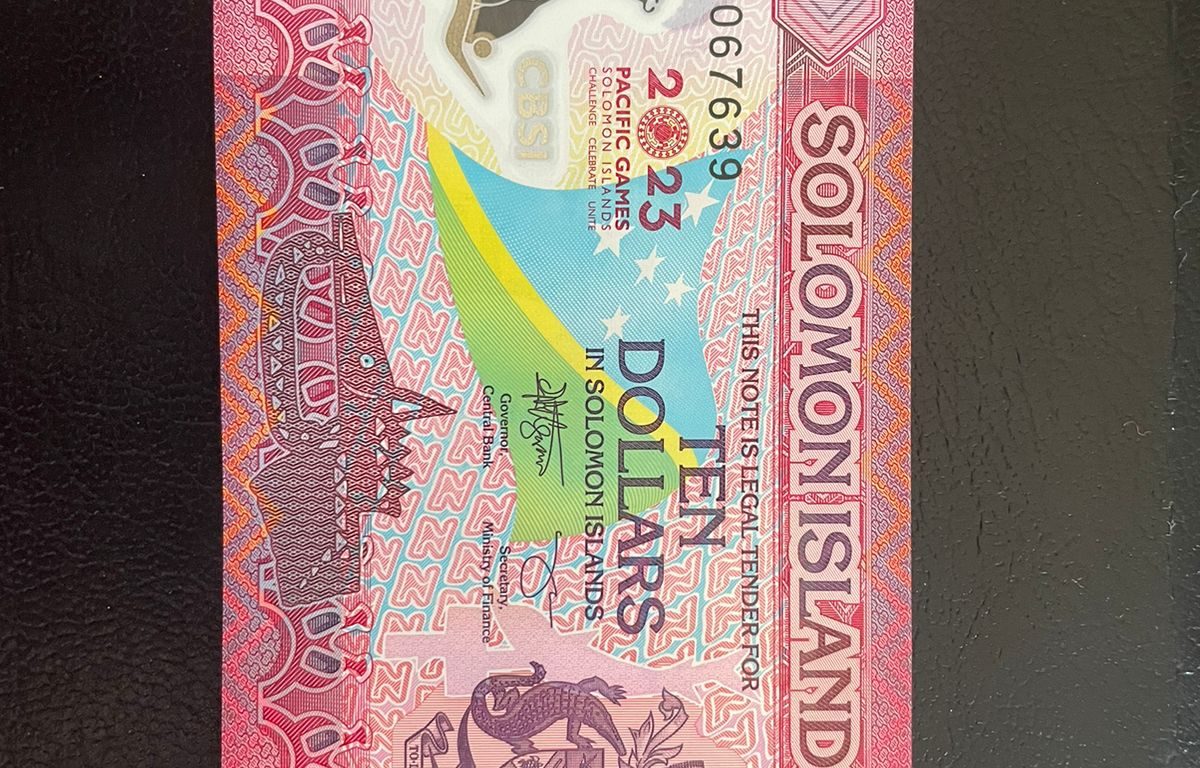 SOLOMON ISLAND
067639
THIS NOTE IS LEGAL TENDER FOR
TEN
DOLLARS
IN SOLOMON ISLANDS
2023
PACIFIC GAMES
SOLOMON ISLANDS
CHALLENGE CELEBRATE UNITE
CBSI
Governor,
Central Bank
Secretary,
Ministry of Finance
TO